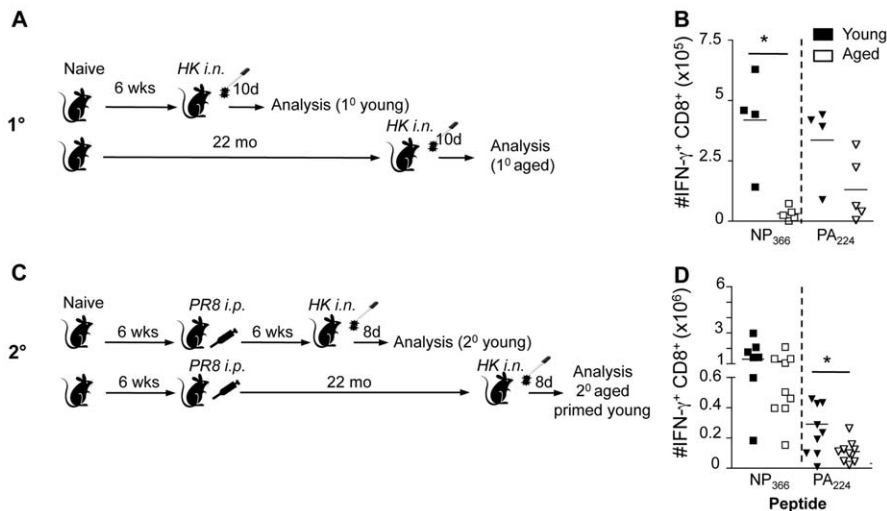 A
Naive
6 wks
HK i.n.
10d
Analysis (1⁰ young)
1°
22 mo
HK i.n.
10d
Analysis
(1⁰ aged)
B
Young
Aged
*
#IFN-γ⁺ CD8⁺ (x10⁵)
7.5
5
2.5
0
NP₃₆₆
PA₂₂₄
C
Naive
6 wks
PR8 i.p.
6 wks
HK i.n.
8d
Analysis (2⁰ young)
2°
6 wks
PR8 i.p.
22 mo
HK i.n.
8d
Analysis
2⁰ aged
primed young
D
#IFN-γ⁺ CD8⁺ (x10⁶)
6
3
1
0.6
0.4
0.2
0
*
NP₃₆₆
PA₂₂₄
Peptide